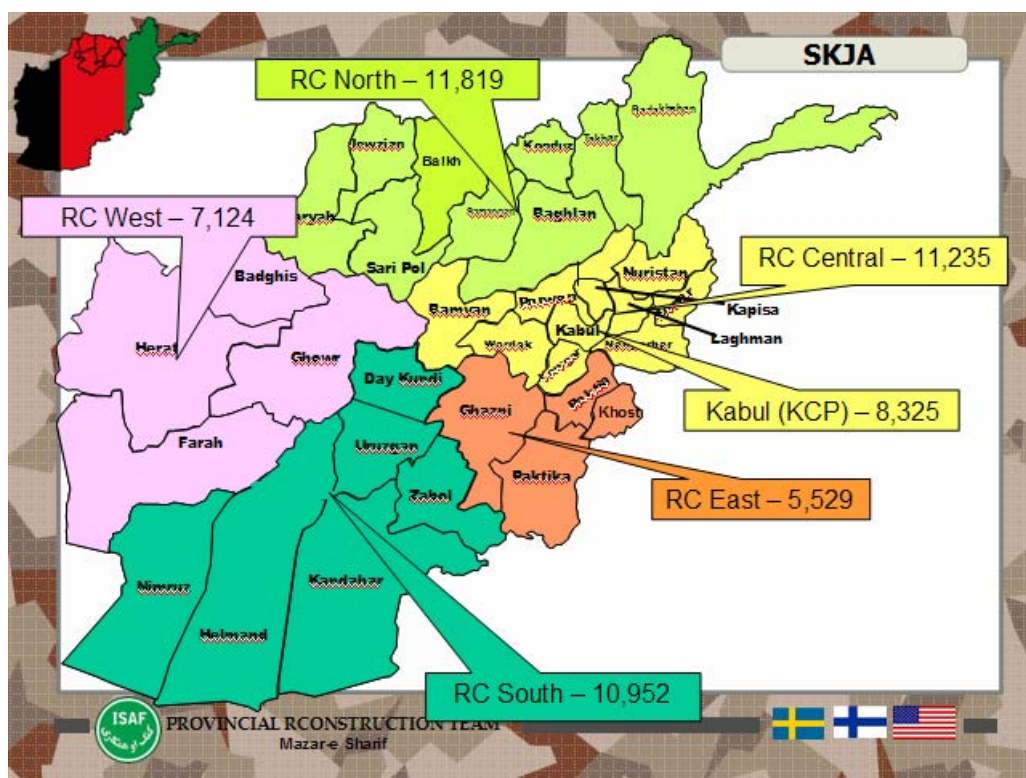 SKJA
RC North – 11,819
Badakhshan
Jowzjan
Balkh
Konduz
Takhar
Samangan
Baghlan
RC West – 7,124
Sari Pol
Badghis
RC Central – 11,235
Nuristan
Bamyan
Kapisa
Laghman
Kabul
Herat
Ghowr
Wardak
Day Kundi
Ghazni
Paktia
Khost
Kabul (KCP) – 8,325
Farah
Uruzgan
Zabol
Paktika
RC East – 5,529
Nimruz
Kandahar
Helmand
RC South – 10,952
ISAF
PROVINCIAL RCONSTRUCTION TEAM
Mazar-e Sharif